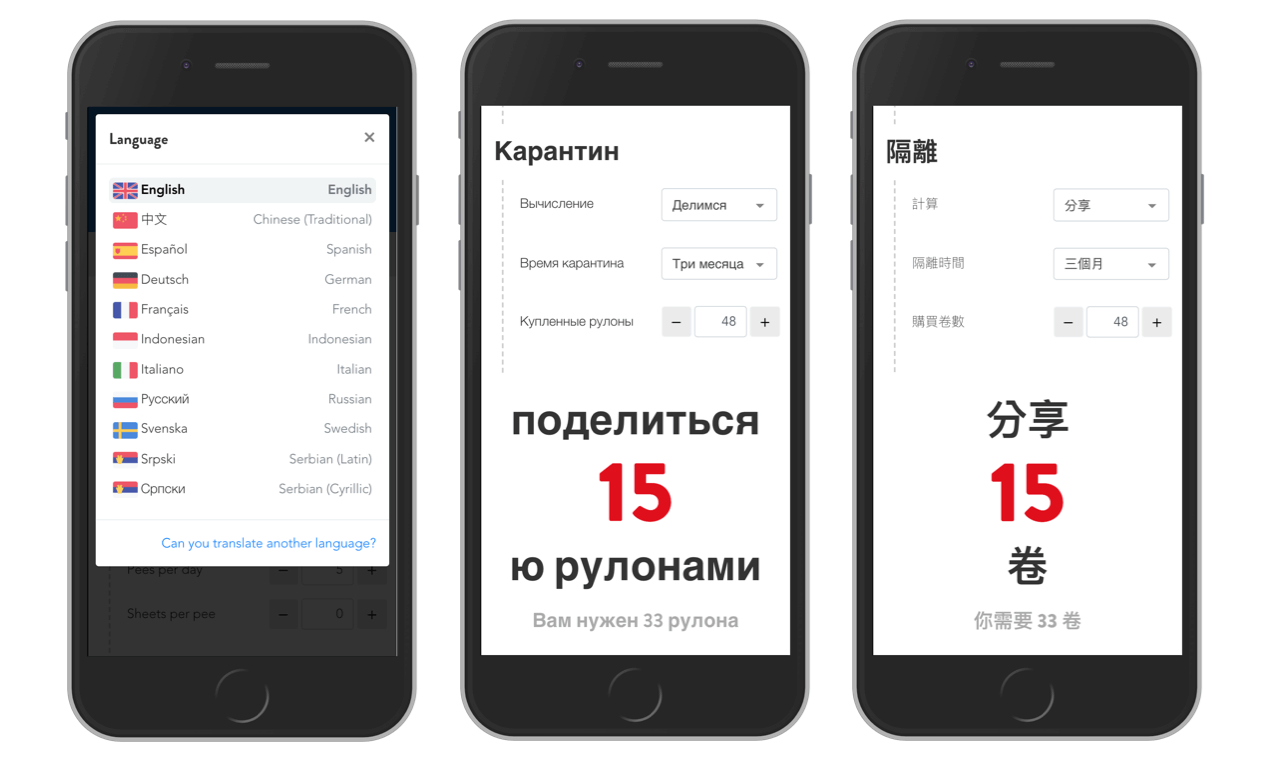 Language ×
English English
中文 Chinese (Traditional)
Español Spanish
Deutsch German
Français French
Indonesian Indonesian
Italiano Italian
Русский Russian
Svenska Swedish
Srpski Serbian (Latin)
Српски Serbian (Cyrillic)
Can you translate another language?
Pees per day − 5 +
Sheets per pee − 0 +
Карантин
Вычисление Делимся
Время карантина Три месяца
Купленные рулоны − 48 +
поделиться
15
ю рулонами
Вам нужен 33 рулона
隔離
計算 分享
隔離時間 三個月
購買卷數 − 48 +
分享
15
卷
你需要 33 卷